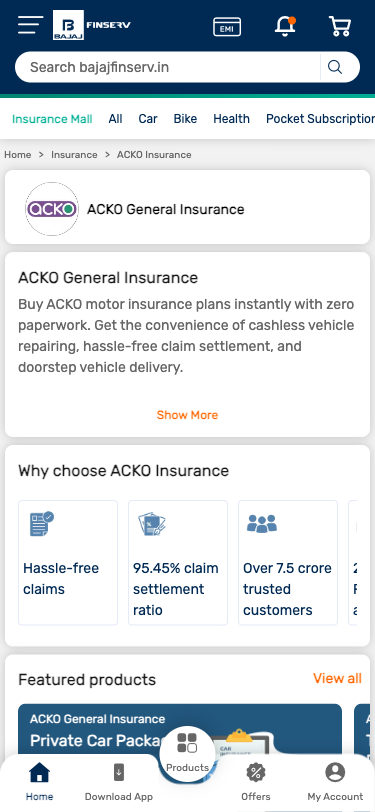 BAJAJ FINSERV
EMI
Search bajajfinserv.in
Insurance Mall All Car Bike Health Pocket Subscription
Home > Insurance > ACKO Insurance
acko
ACKO General Insurance
ACKO General Insurance
Buy ACKO motor insurance plans instantly with zero
paperwork. Get the convenience of cashless vehicle
repairing, hassle-free claim settlement, and
doorstep vehicle delivery.
Show More
Why choose ACKO Insurance
Hassle-free
claims
95.45% claim
settlement
ratio
Over 7.5 crore
trusted
customers
Featured products
View all
ACKO General Insurance
Private Car Packa
CAR
Products
Home
Download App
Offers
My Account